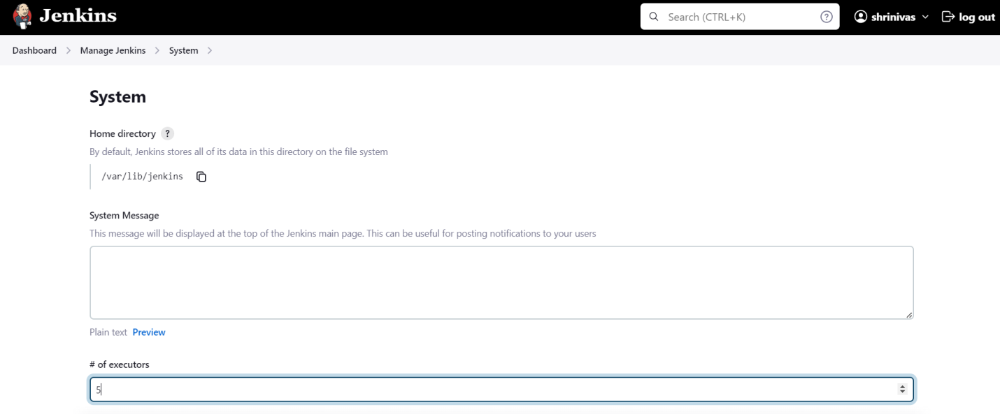 Jenkins
Search (CTRL+K)
?
shrinivas
log out
Dashboard > Manage Jenkins > System >
System
Home directory ?
By default, Jenkins stores all of its data in this directory on the file system
/var/lib/jenkins
System Message
This message will be displayed at the top of the Jenkins main page. This can be useful for posting notifications to your users
Plain text Preview
# of executors
5